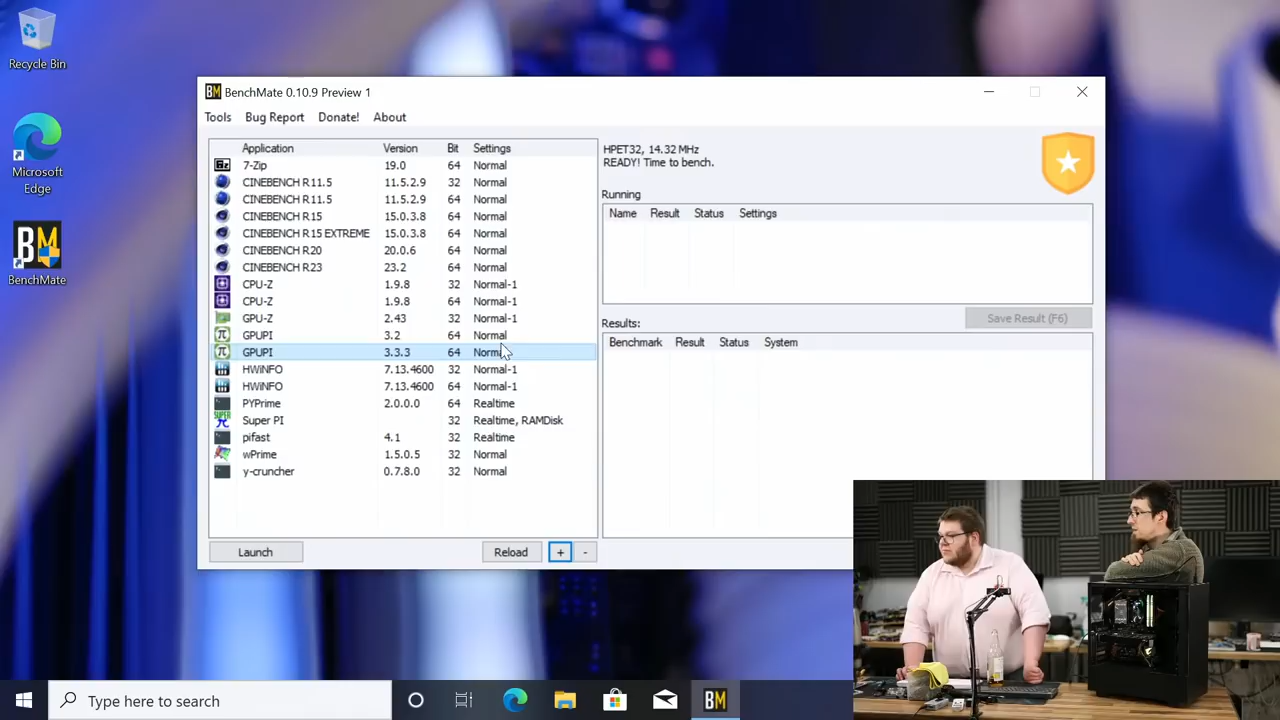 Recycle Bin
Microsoft
Edge
BM
BenchMate
BM BenchMate 0.10.9 Preview 1
Tools Bug Report Donate! About
Application Version Bit Settings
7-Zip 19.0 64 Normal
CINEBENCH R11.5 11.5.2.9 32 Normal
CINEBENCH R11.5 11.5.2.9 64 Normal
CINEBENCH R15 15.0.3.8 64 Normal
CINEBENCH R15 EXTREME 15.0.3.8 64 Normal
CINEBENCH R20 20.0.6 64 Normal
CINEBENCH R23 23.2 64 Normal
CPU-Z 1.9.8 32 Normal-1
CPU-Z 1.9.8 64 Normal-1
GPU-Z 2.43 32 Normal-1
GPUPI 3.2 64 Normal
GPUPI 3.3.3 64 Normal
HWiNFO 7.13.4600 32 Normal-1
HWiNFO 7.13.4600 64 Normal-1
PYPrime 2.0.0.0 64 Realtime
Super PI 32 Realtime, RAMDisk
pifast 4.1 32 Realtime
wPrime 1.5.0.5 32 Normal
y-cruncher 0.7.8.0 32 Normal
Launch Reload + -
HPET32, 14.32 MHz
READY! Time to bench.
Running
Name Result Status Settings
Save Result (F6)
Results:
Benchmark Result Status System
Type here to search
BM